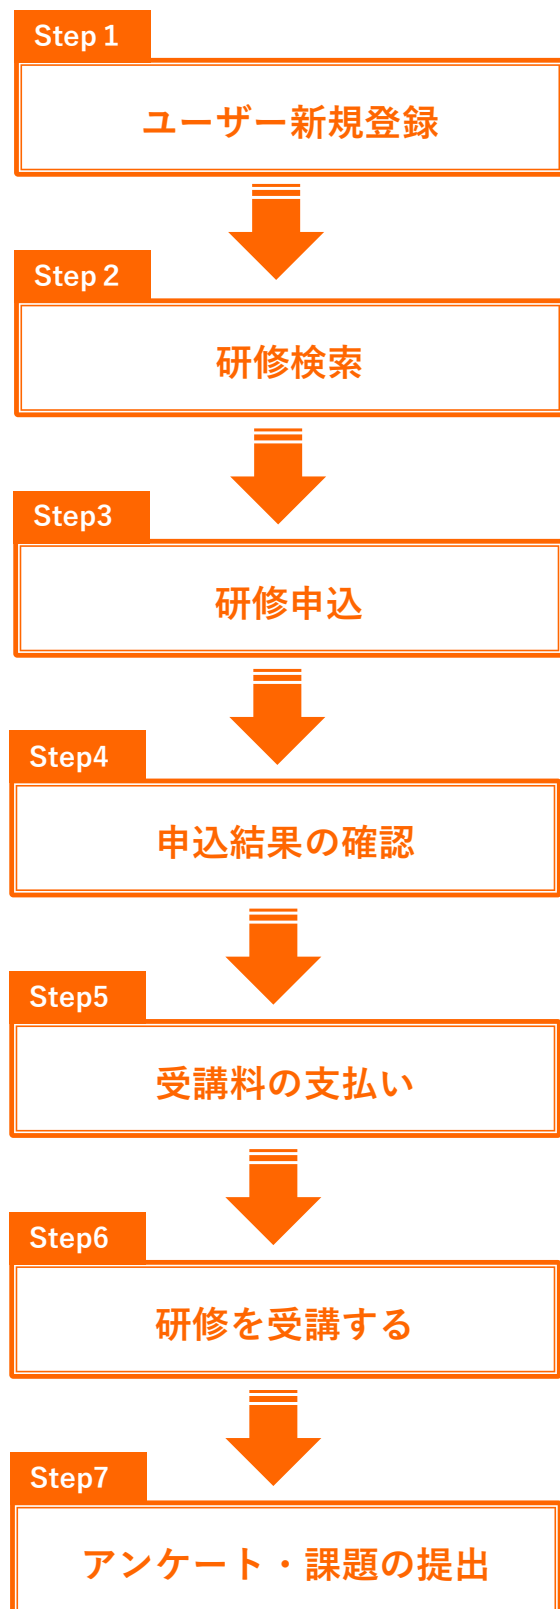 Step 1
ユーザー新規登録
Step 2
研修検索
Step3
研修申込
Step4
申込結果の確認
Step5
受講料の支払い
Step6
研修を受講する
Step7
アンケート・課題の提出